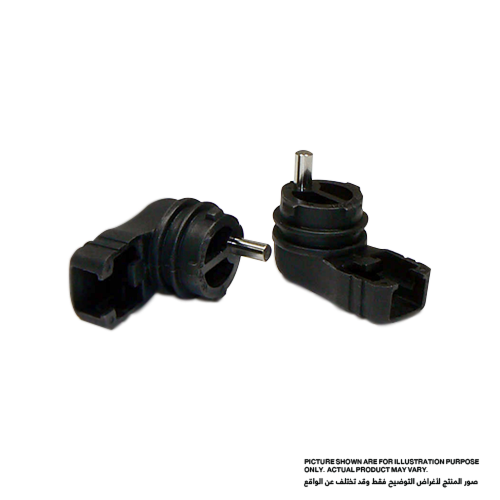 PICTURE SHOWN ARE FOR ILLUSTRATION PURPOSE
ONLY. ACTUAL PRODUCT MAY VARY.
صور المنتج لأغراض التوضيح فقط وقد تختلف عن الواقع